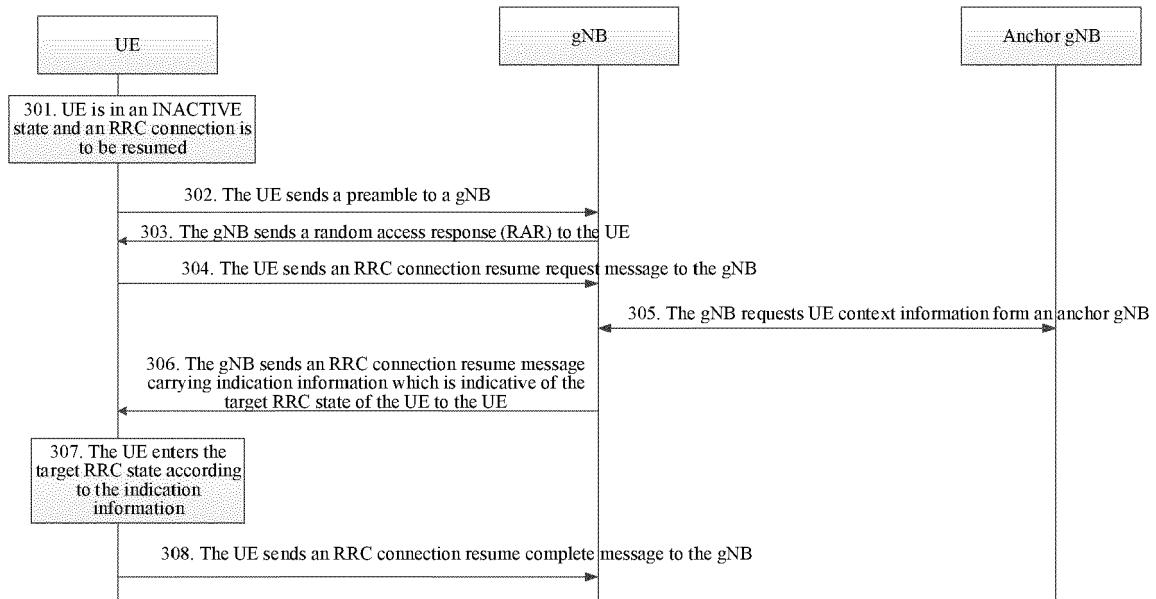 UE
gNB
Anchor gNB
301. UE is in an INACTIVE
state and an RRC connection is
to be resumed
302. The UE sends a preamble to a gNB
303. The gNB sends a random access response (RAR) to the UE
304. The UE sends an RRC connection resume request message to the gNB
305. The gNB requests UE context information form an anchor gNB
306. The gNB sends an RRC connection resume message
carrying indication information which is indicative of the
target RRC state of the UE to the UE
307. The UE enters the
target RRC state according
to the indication
information
308. The UE sends an RRC connection resume complete message to the gNB